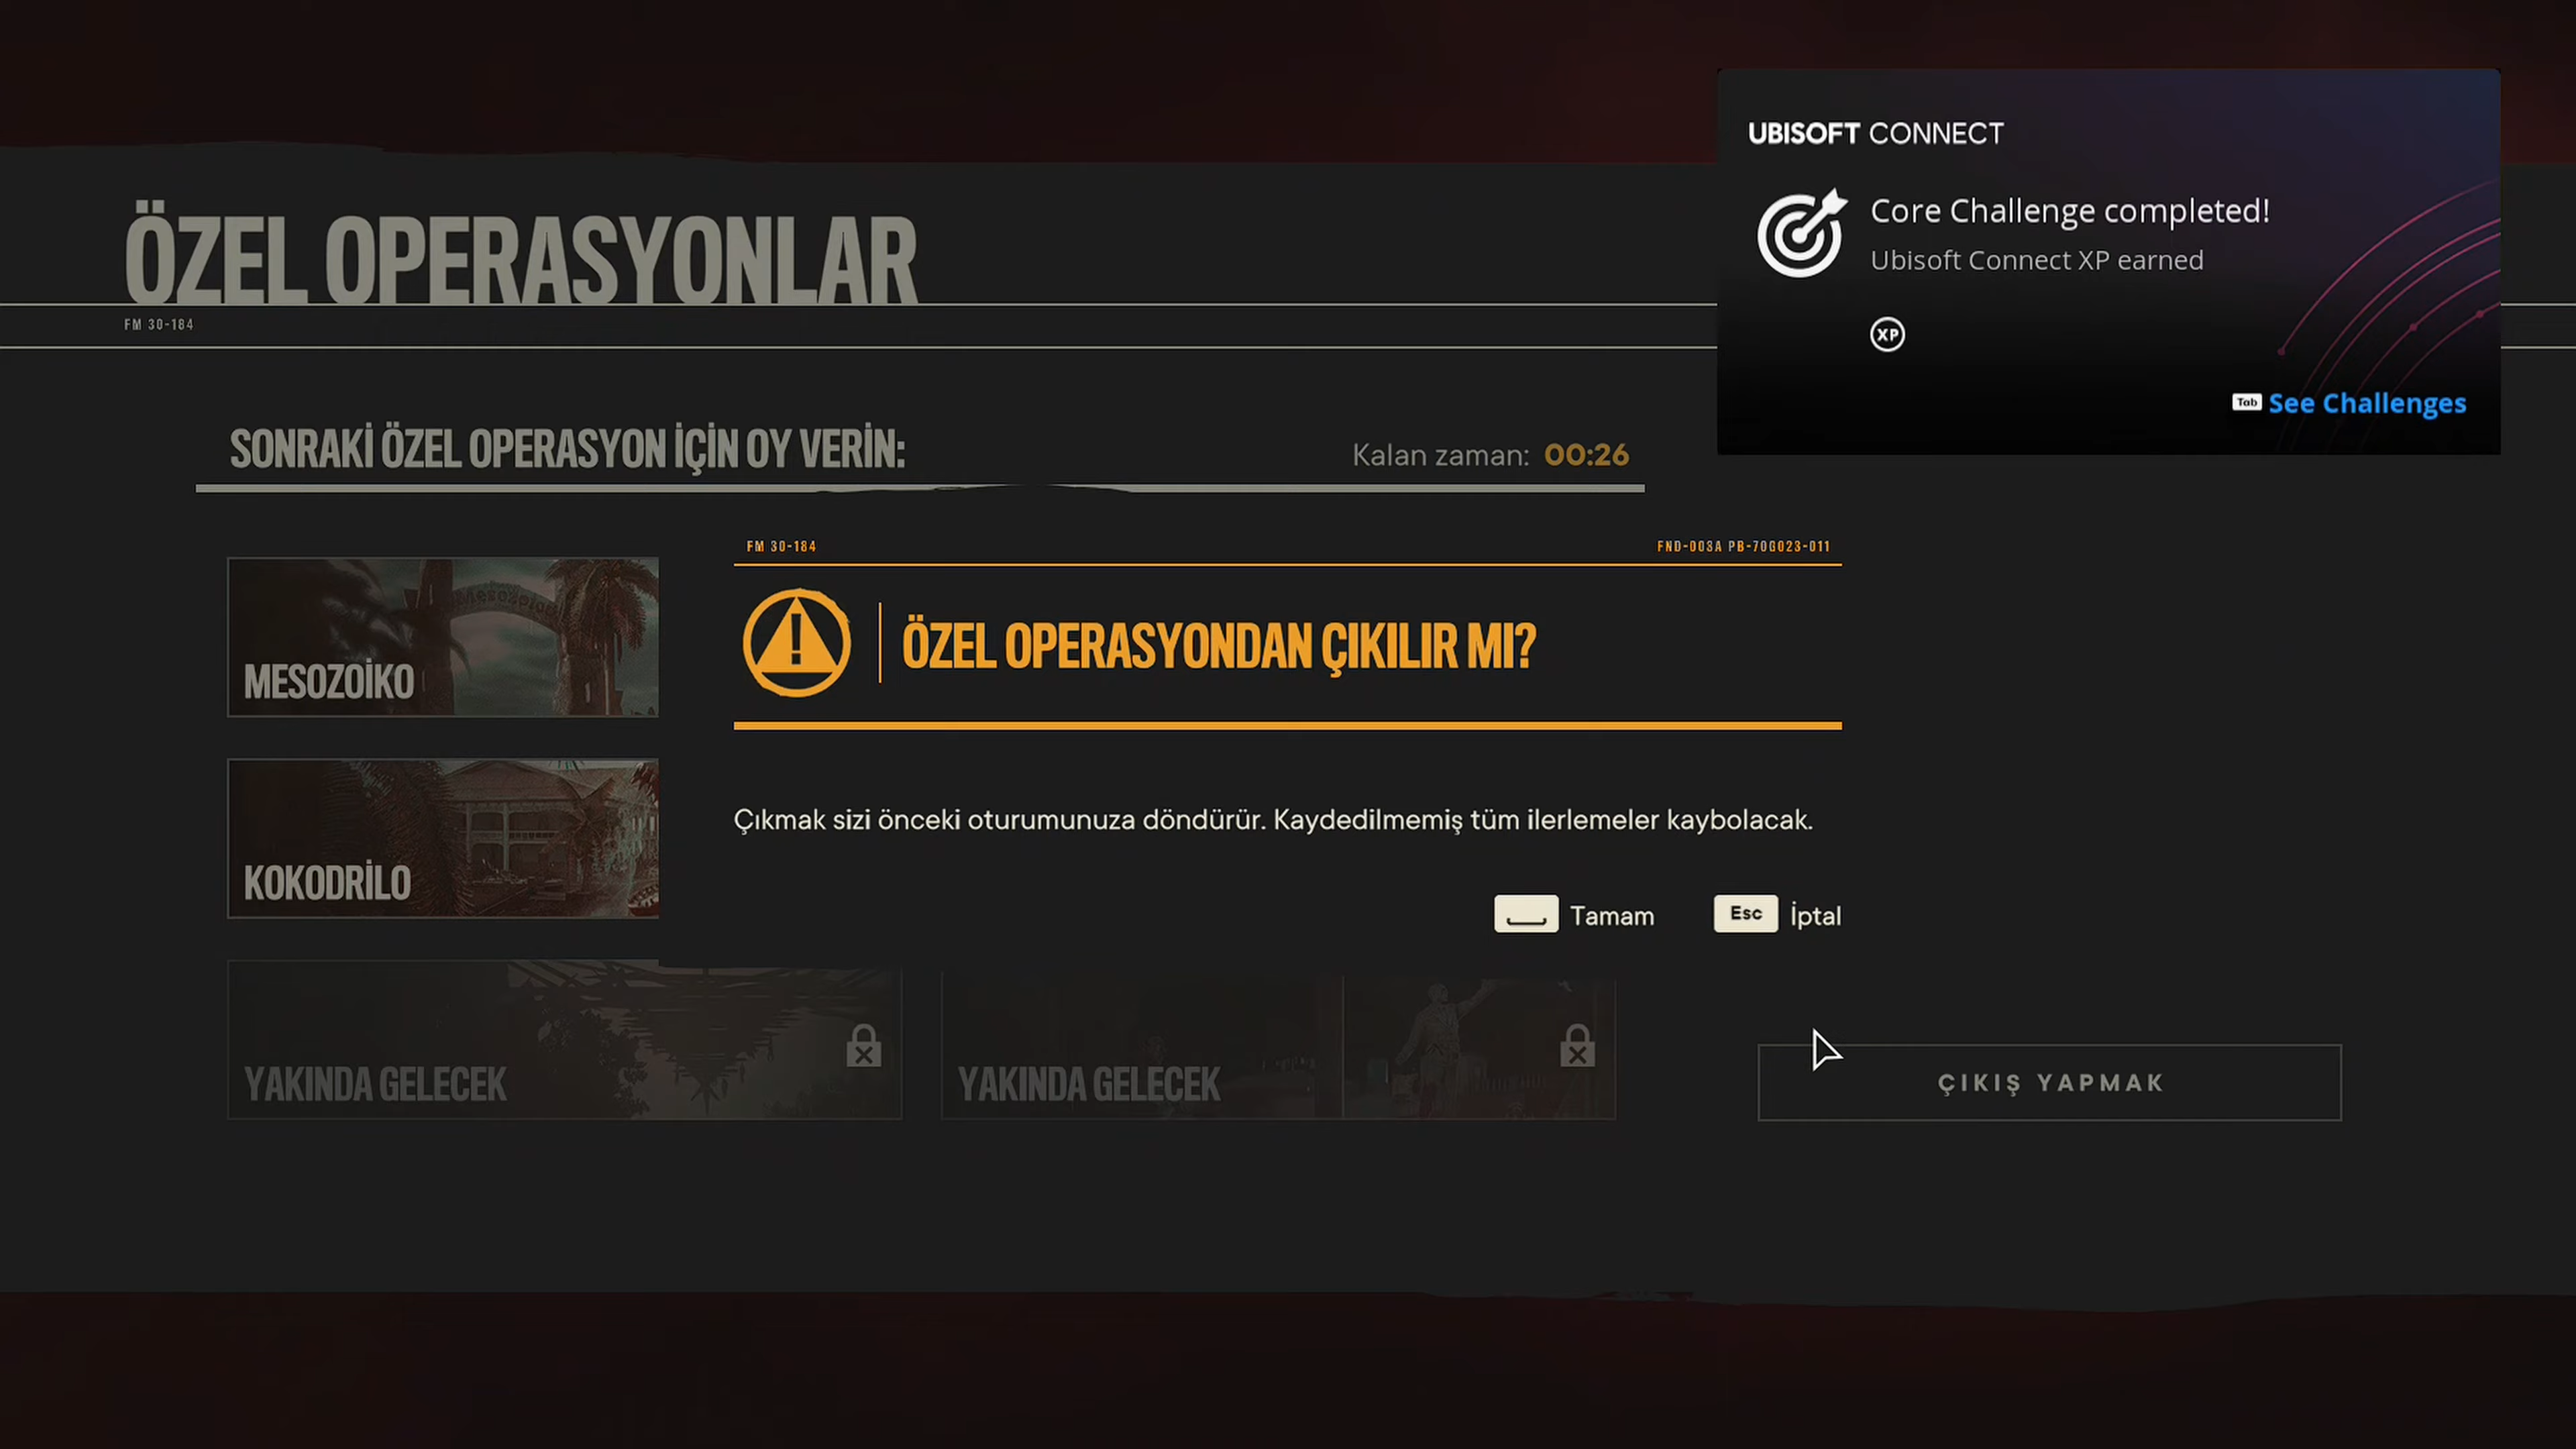 UBISOFT CONNECT
Core Challenge completed!
Ubisoft Connect XP earned
XP
Tab See Challenges
ÖZEL OPERASYONLAR
FM 30-184
SONRAKİ ÖZEL OPERASYON İÇİN OY VERİN:
Kalan zaman: 00:26
FM 30-184
FND-003A PB-70G023-011
ÖZEL OPERASYONDAN ÇIKILIR MI?
Çıkmak sizi önceki oturumunuza döndürür. Kaydedilmemiş tüm ilerlemeler kaybolacak.
Tamam
Esc İptal
MESOZOİKO
KOKODRİLO
YAKINDA GELECEK
YAKINDA GELECEK
ÇIKIŞ YAPMAK